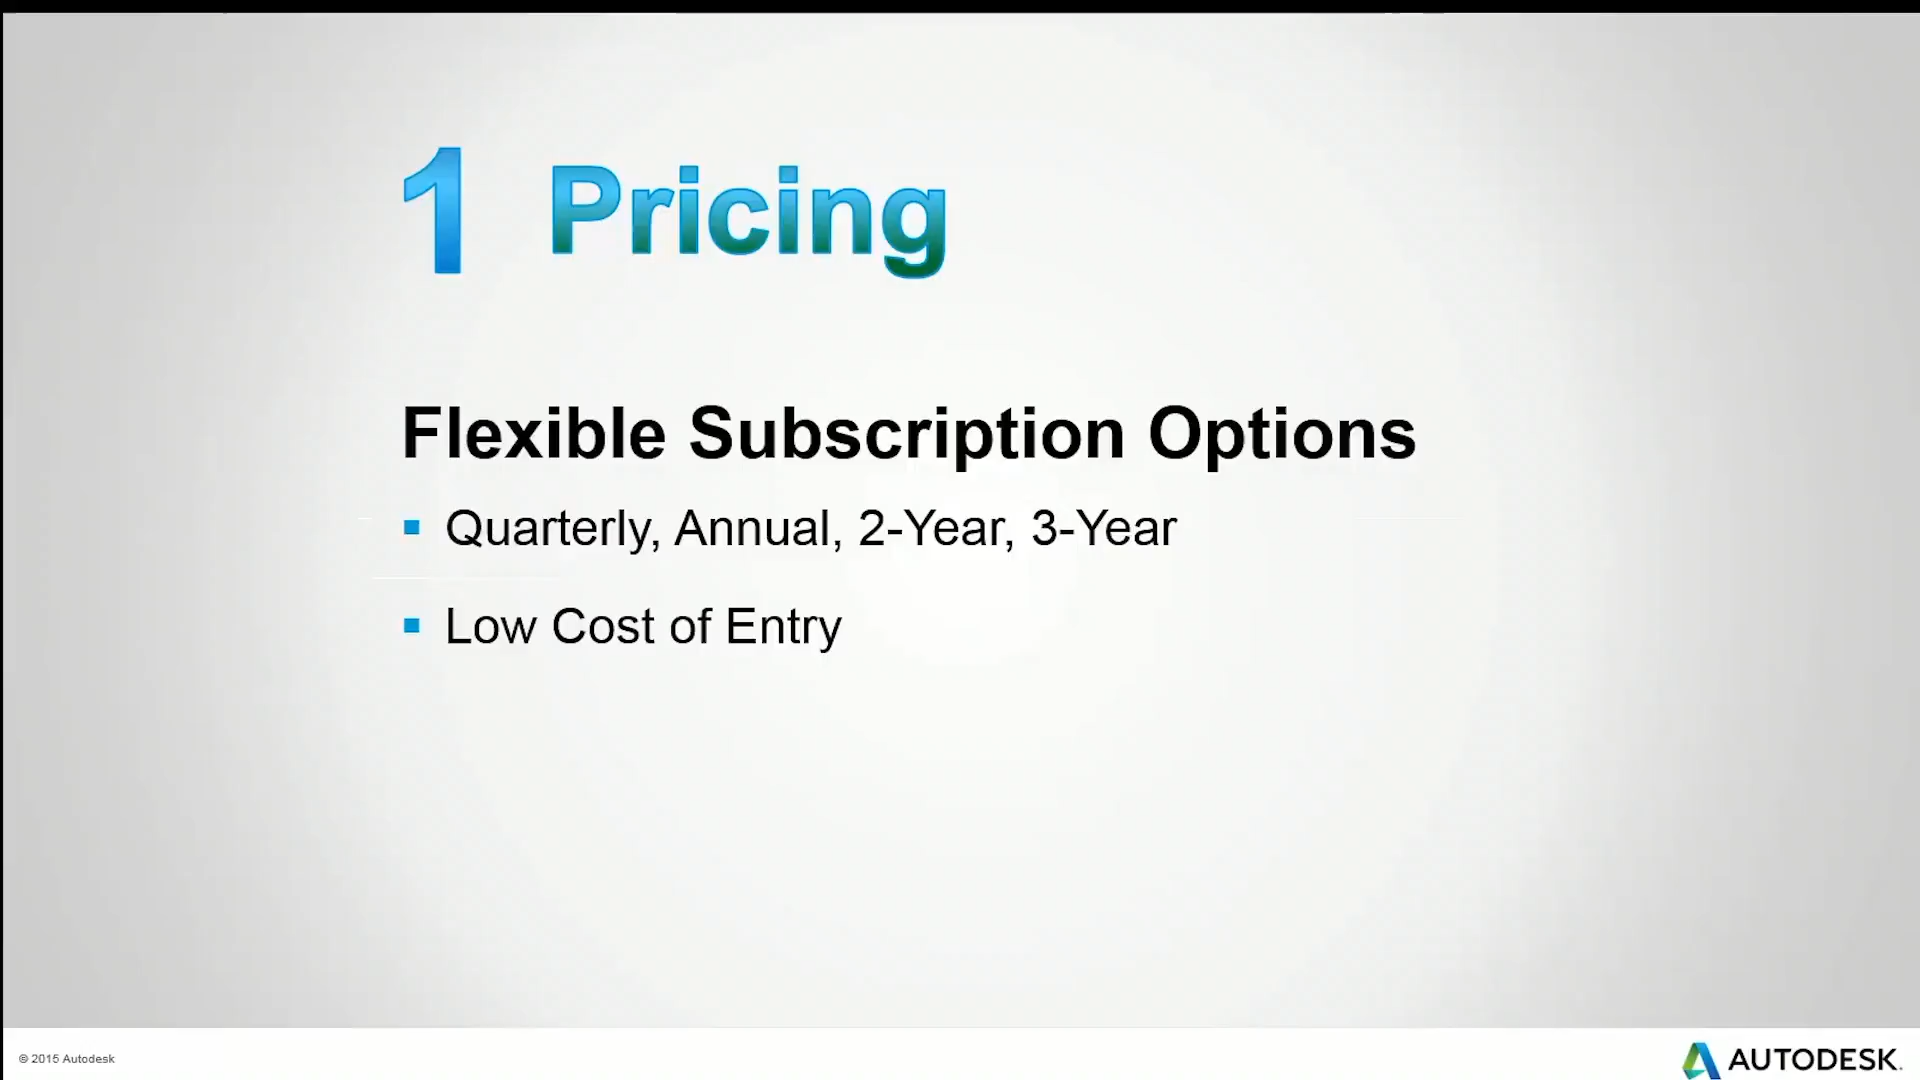 1 Pricing
Flexible Subscription Options
▪ Quarterly, Annual, 2-Year, 3-Year
▪ Low Cost of Entry
© 2015 Autodesk
AUTODESK.